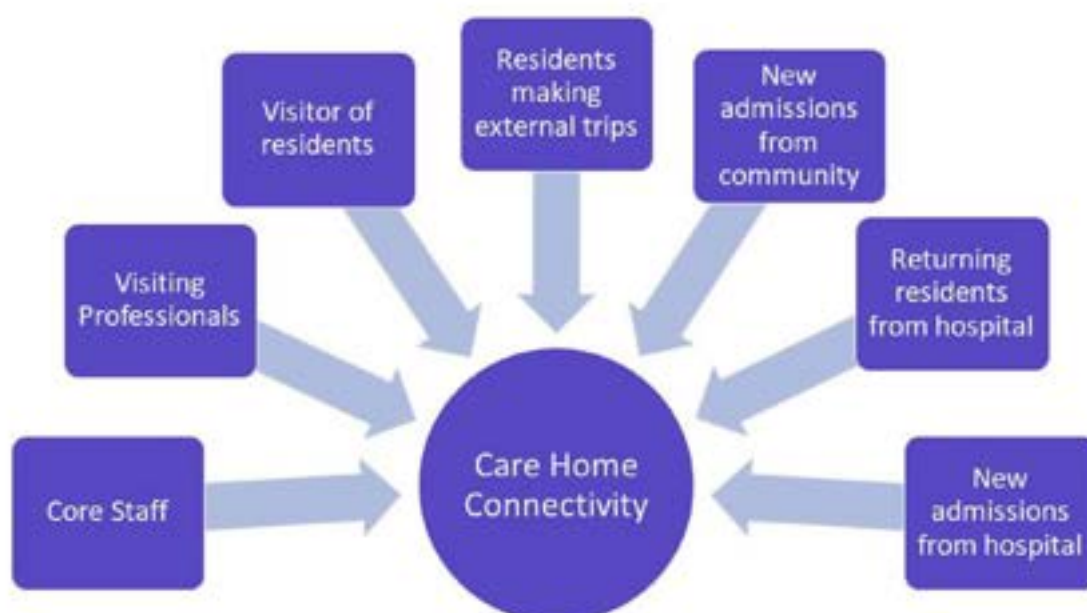 Core Staff
Visiting
Professionals
Visitor of
residents
Residents
making
external trips
New
admissions
from
community
Returning
residents
from hospital
New
admissions
from hospital
Care Home
Connectivity